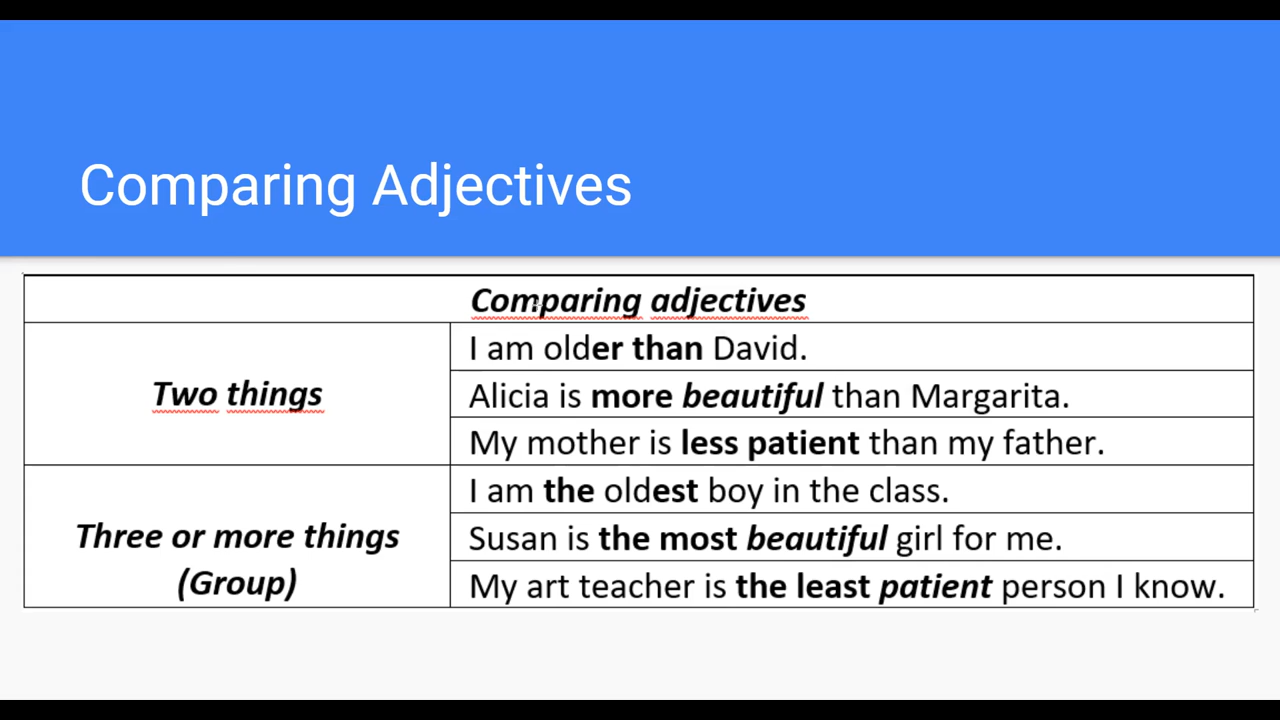 Comparing Adjectives
Comparing adjectives
Two things
I am older than David.
Alicia is more beautiful than Margarita.
My mother is less patient than my father.
Three or more things
(Group)
I am the oldest boy in the class.
Susan is the most beautiful girl for me.
My art teacher is the least patient person I know.